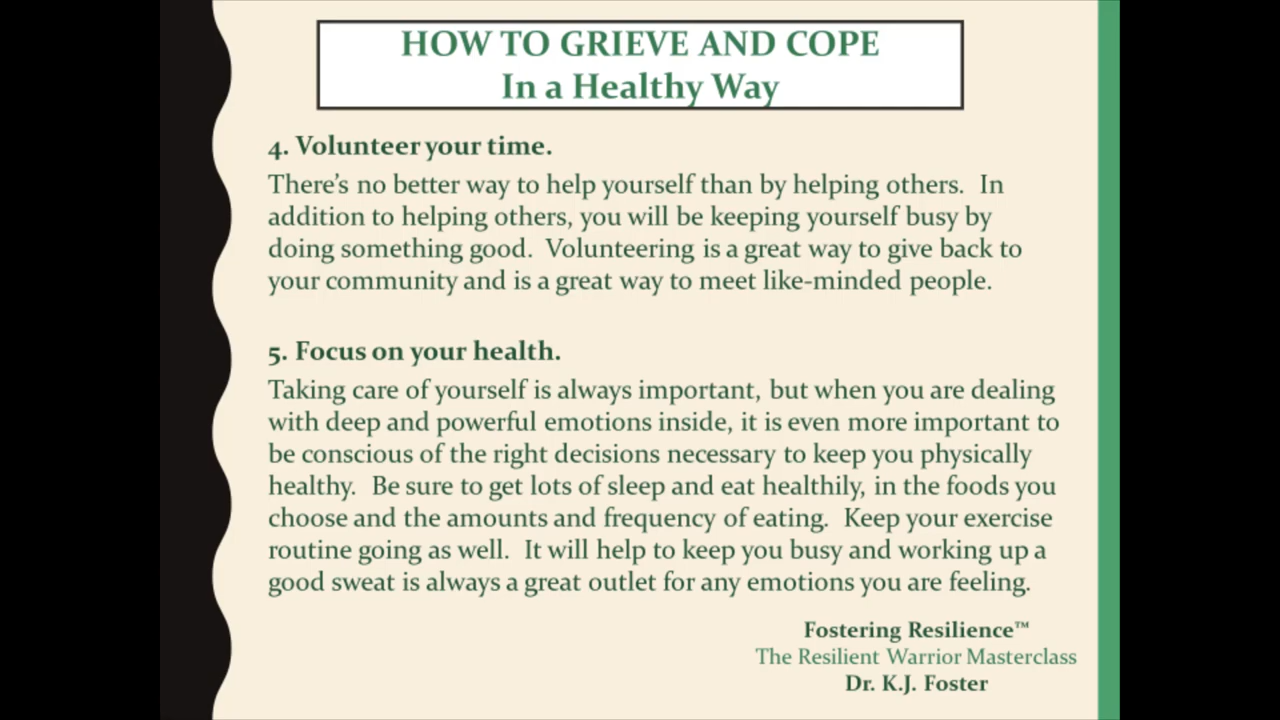 HOW TO GRIEVE AND COPE
In a Healthy Way
4. Volunteer your time.
There's no better way to help yourself than by helping others.  In
addition to helping others, you will be keeping yourself busy by
doing something good.  Volunteering is a great way to give back to
your community and is a great way to meet like-minded people.
5. Focus on your health.
Taking care of yourself is always important, but when you are dealing
with deep and powerful emotions inside, it is even more important to
be conscious of the right decisions necessary to keep you physically
healthy.  Be sure to get lots of sleep and eat healthily, in the foods you
choose and the amounts and frequency of eating.  Keep your exercise
routine going as well.  It will help to keep you busy and working up a
good sweat is always a great outlet for any emotions you are feeling.
Fostering Resilience™
The Resilient Warrior Masterclass
Dr. K.J. Foster